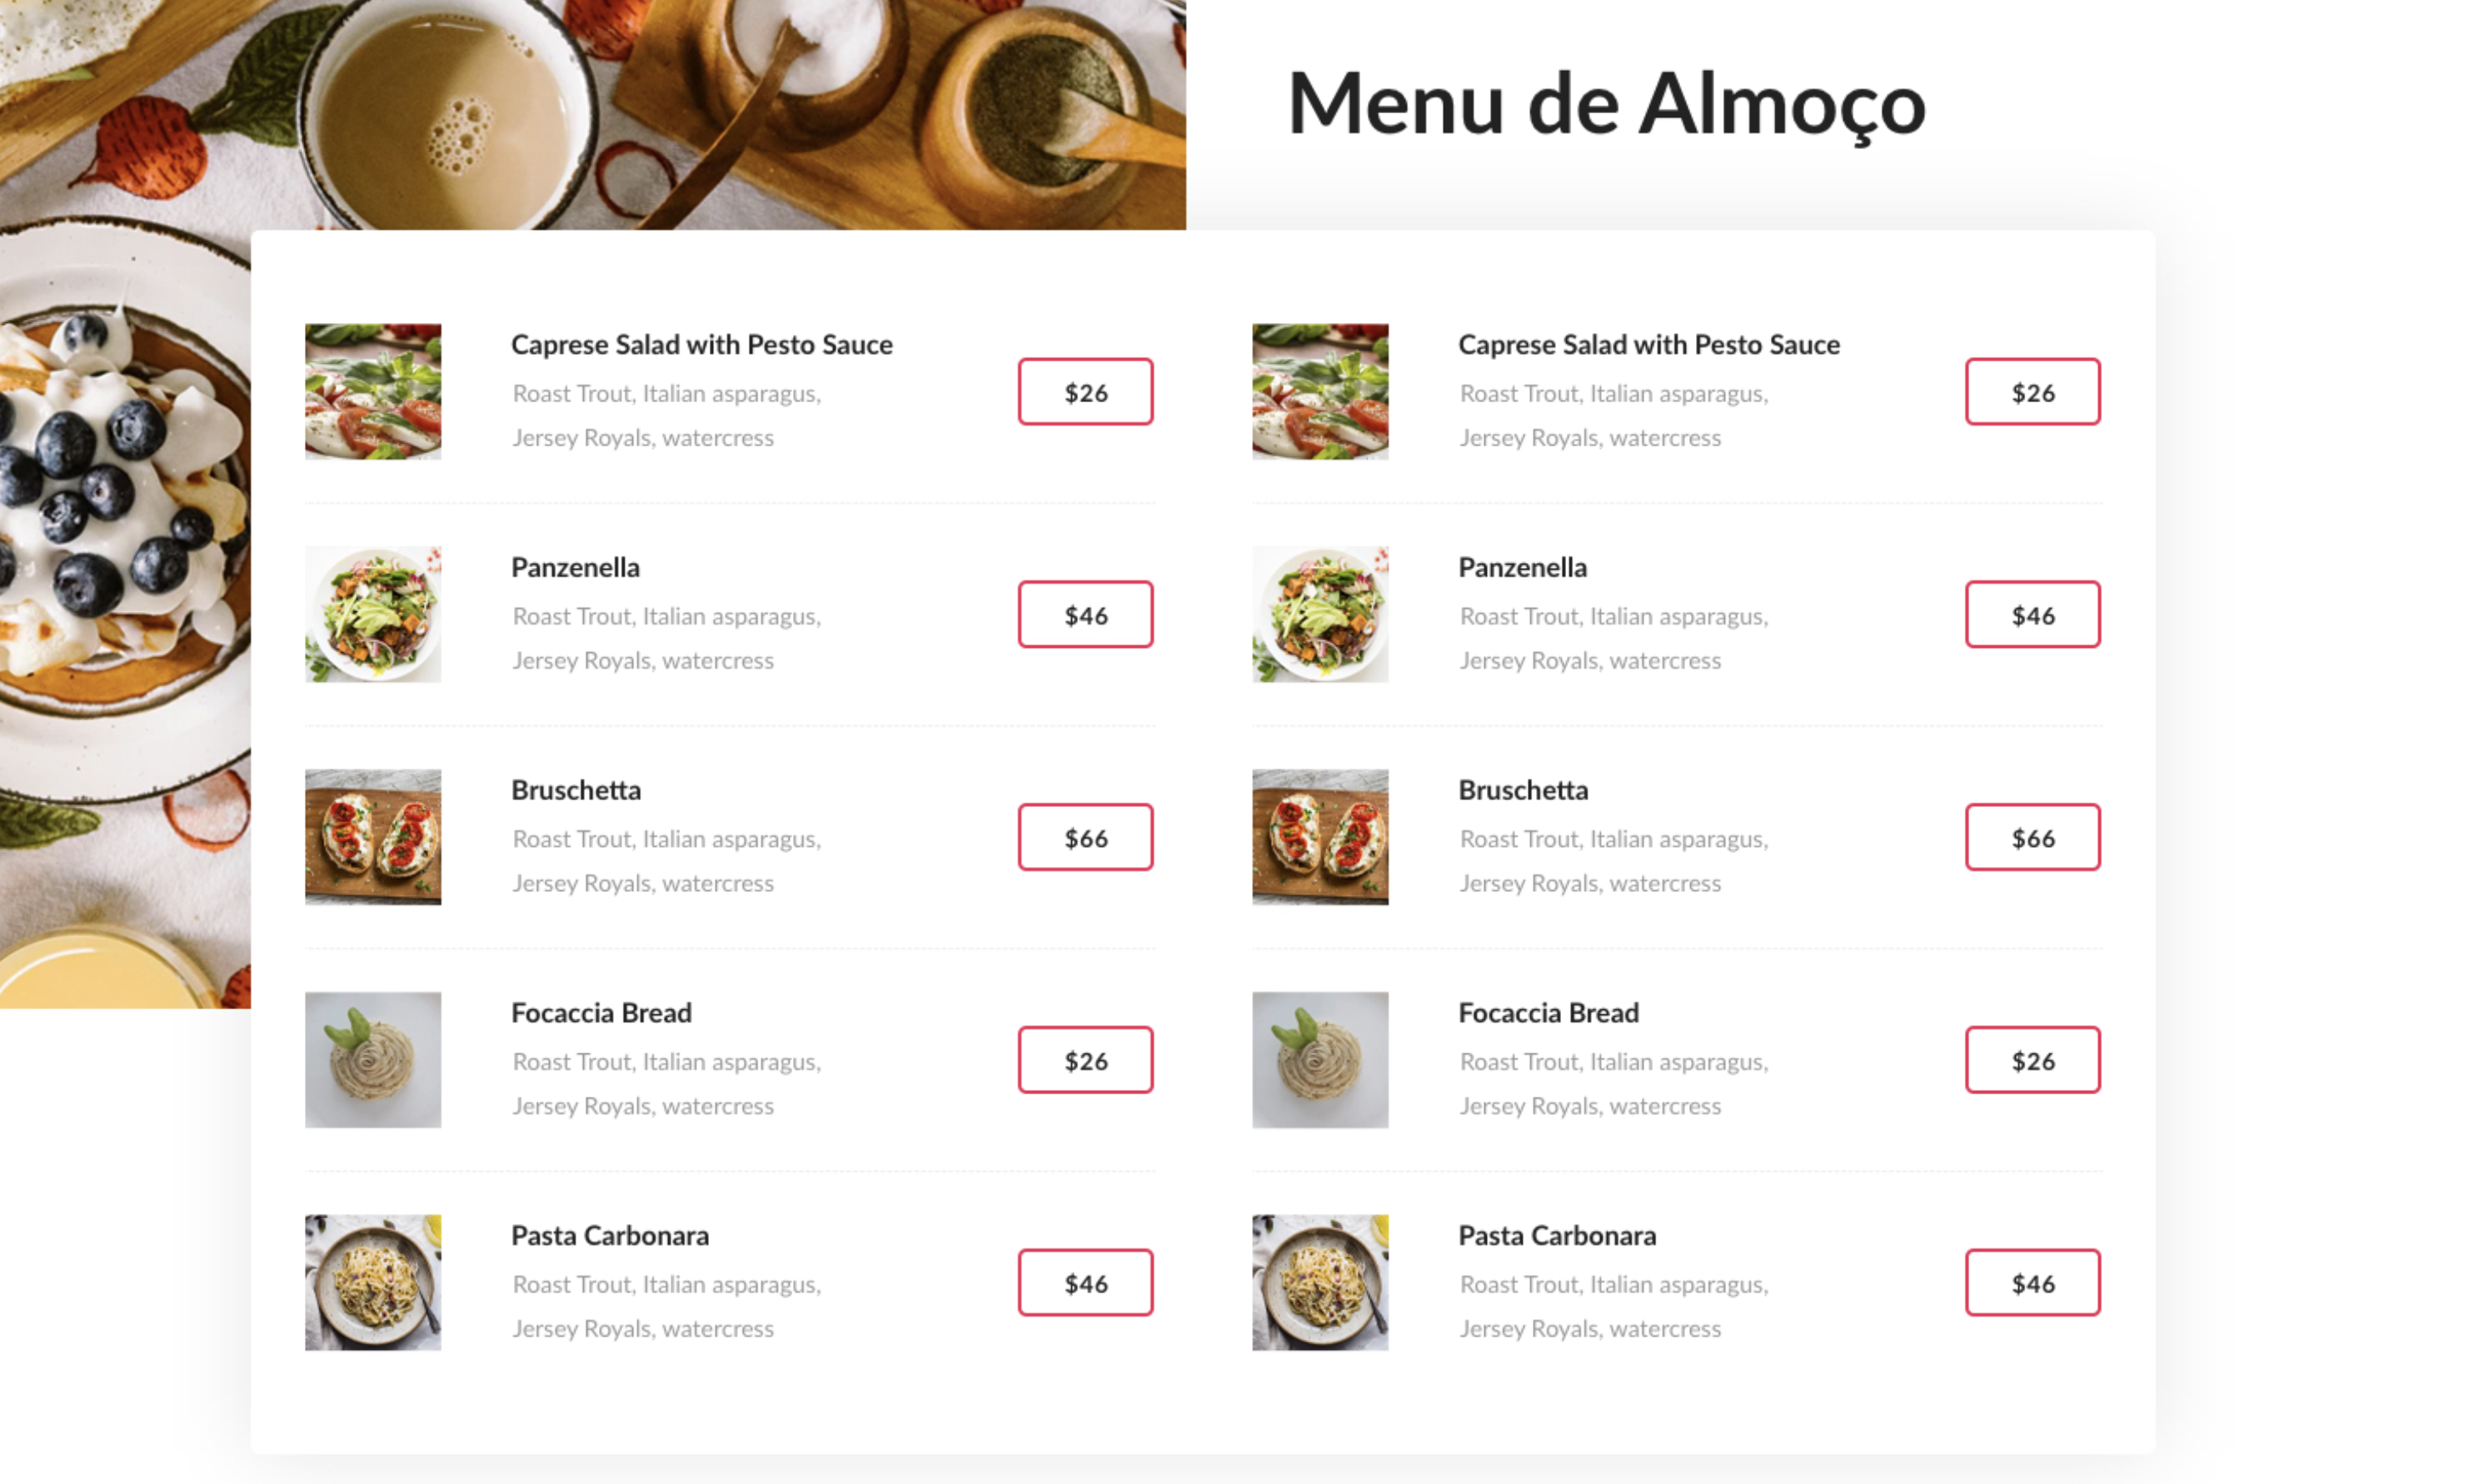 Menu de Almoço
Caprese Salad with Pesto Sauce
Roast Trout, Italian asparagus,
Jersey Royals, watercress
$26
Panzenella
Roast Trout, Italian asparagus,
Jersey Royals, watercress
$46
Bruschetta
Roast Trout, Italian asparagus,
Jersey Royals, watercress
$66
Focaccia Bread
Roast Trout, Italian asparagus,
Jersey Royals, watercress
$26
Pasta Carbonara
Roast Trout, Italian asparagus,
Jersey Royals, watercress
$46
Caprese Salad with Pesto Sauce
Roast Trout, Italian asparagus,
Jersey Royals, watercress
$26
Panzenella
Roast Trout, Italian asparagus,
Jersey Royals, watercress
$46
Bruschetta
Roast Trout, Italian asparagus,
Jersey Royals, watercress
$66
Focaccia Bread
Roast Trout, Italian asparagus,
Jersey Royals, watercress
$26
Pasta Carbonara
Roast Trout, Italian asparagus,
Jersey Royals, watercress
$46